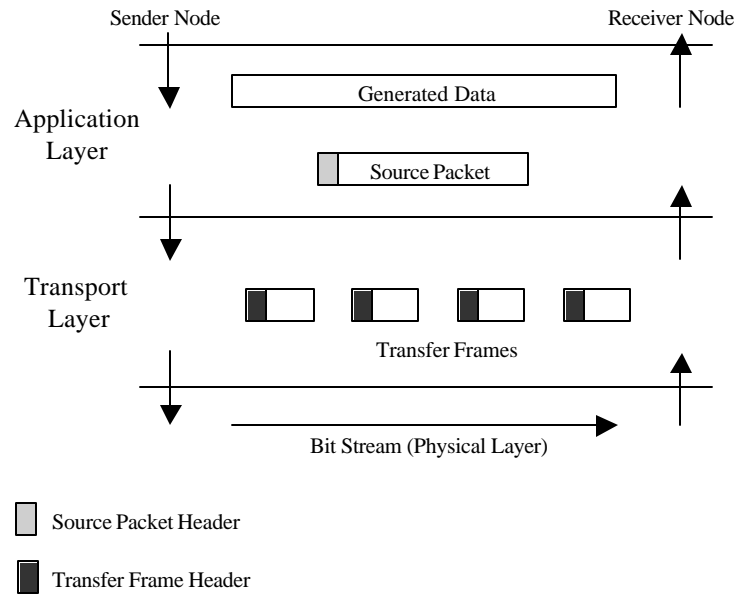 Sender Node
Receiver Node
Generated Data
Application
Layer
Source Packet
Transport
Layer
Transfer Frames
Bit Stream (Physical Layer)
Source Packet Header
Transfer Frame Header